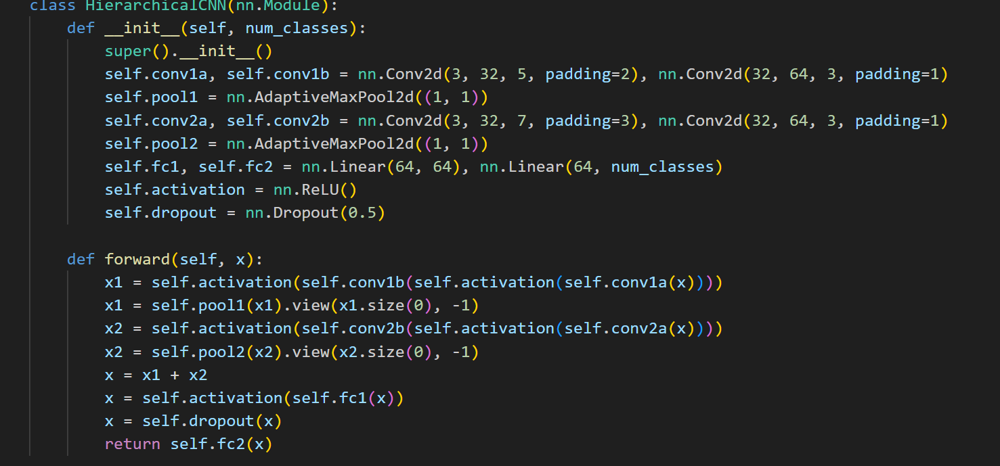 class HierarchicalCNN(nn.Module):
    def __init__(self, num_classes):
        super().__init__()
        self.conv1a, self.conv1b = nn.Conv2d(3, 32, 5, padding=2), nn.Conv2d(32, 64, 3, padding=1)
        self.pool1 = nn.AdaptiveMaxPool2d((1, 1))
        self.conv2a, self.conv2b = nn.Conv2d(3, 32, 7, padding=3), nn.Conv2d(32, 64, 3, padding=1)
        self.pool2 = nn.AdaptiveMaxPool2d((1, 1))
        self.fc1, self.fc2 = nn.Linear(64, 64), nn.Linear(64, num_classes)
        self.activation = nn.ReLU()
        self.dropout = nn.Dropout(0.5)

    def forward(self, x):
        x1 = self.activation(self.conv1b(self.activation(self.conv1a(x))))
        x1 = self.pool1(x1).view(x1.size(0), -1)
        x2 = self.activation(self.conv2b(self.activation(self.conv2a(x))))
        x2 = self.pool2(x2).view(x2.size(0), -1)
        x = x1 + x2
        x = self.activation(self.fc1(x))
        x = self.dropout(x)
        return self.fc2(x)